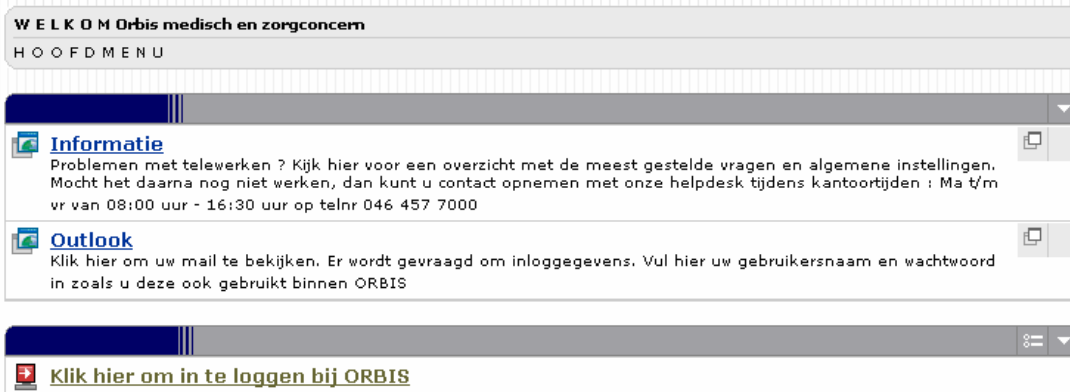 W E L K O M Orbis medisch en zorgconcern
H O O F D M E N U
Informatie
Problemen met telewerken ? Kijk hier voor een overzicht met de meest gestelde vragen en algemene instellingen.
Mocht het daarna nog niet werken, dan kunt u contact opnemen met onze helpdesk tijdens kantoortijden : Ma t/m
vr van 08:00 uur - 16:30 uur op telnr 046 457 7000
Outlook
Klik hier om uw mail te bekijken. Er wordt gevraagd om inloggegevens. Vul hier uw gebruikersnaam en wachtwoord
in zoals u deze ook gebruikt binnen ORBIS
Klik hier om in te loggen bij ORBIS